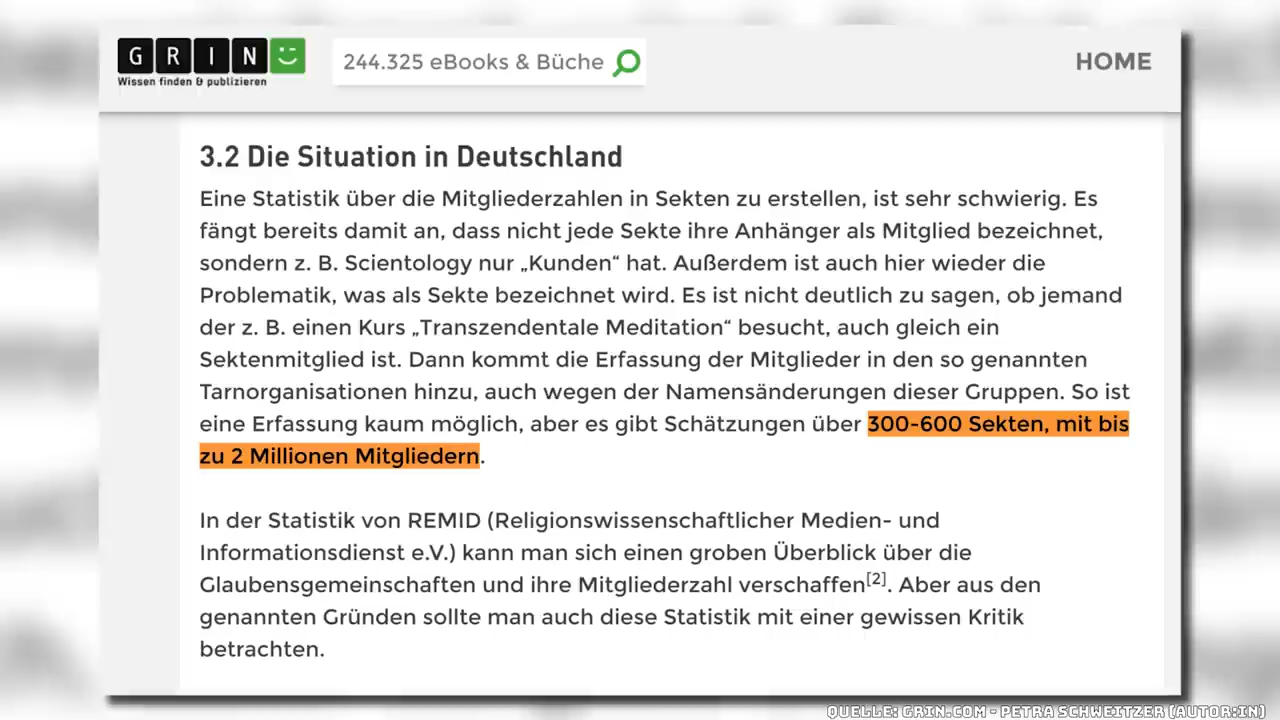 GRIN
Wissen finden & publizieren
244.325 eBooks & Büche
HOME
3.2 Die Situation in Deutschland
Eine Statistik über die Mitgliederzahlen in Sekten zu erstellen, ist sehr schwierig. Es
fängt bereits damit an, dass nicht jede Sekte ihre Anhänger als Mitglied bezeichnet,
sondern z. B. Scientology nur „Kunden“ hat. Außerdem ist auch hier wieder die
Problematik, was als Sekte bezeichnet wird. Es ist nicht deutlich zu sagen, ob jemand
der z. B. einen Kurs „Transzendentale Meditation“ besucht, auch gleich ein
Sektenmitglied ist. Dann kommt die Erfassung der Mitglieder in den so genannten
Tarnorganisationen hinzu, auch wegen der Namensänderungen dieser Gruppen. So ist
eine Erfassung kaum möglich, aber es gibt Schätzungen über 300-600 Sekten, mit bis
zu 2 Millionen Mitgliedern.
In der Statistik von REMID (Religionswissenschaftlicher Medien- und
Informationsdienst e.V.) kann man sich einen groben Überblick über die
Glaubensgemeinschaften und ihre Mitgliederzahl verschaffen[2]. Aber aus den
genannten Gründen sollte man auch diese Statistik mit einer gewissen Kritik
betrachten.
QUELLE: GRIN.COM - PETRA SCHWEITZER (AUTOR:IN)